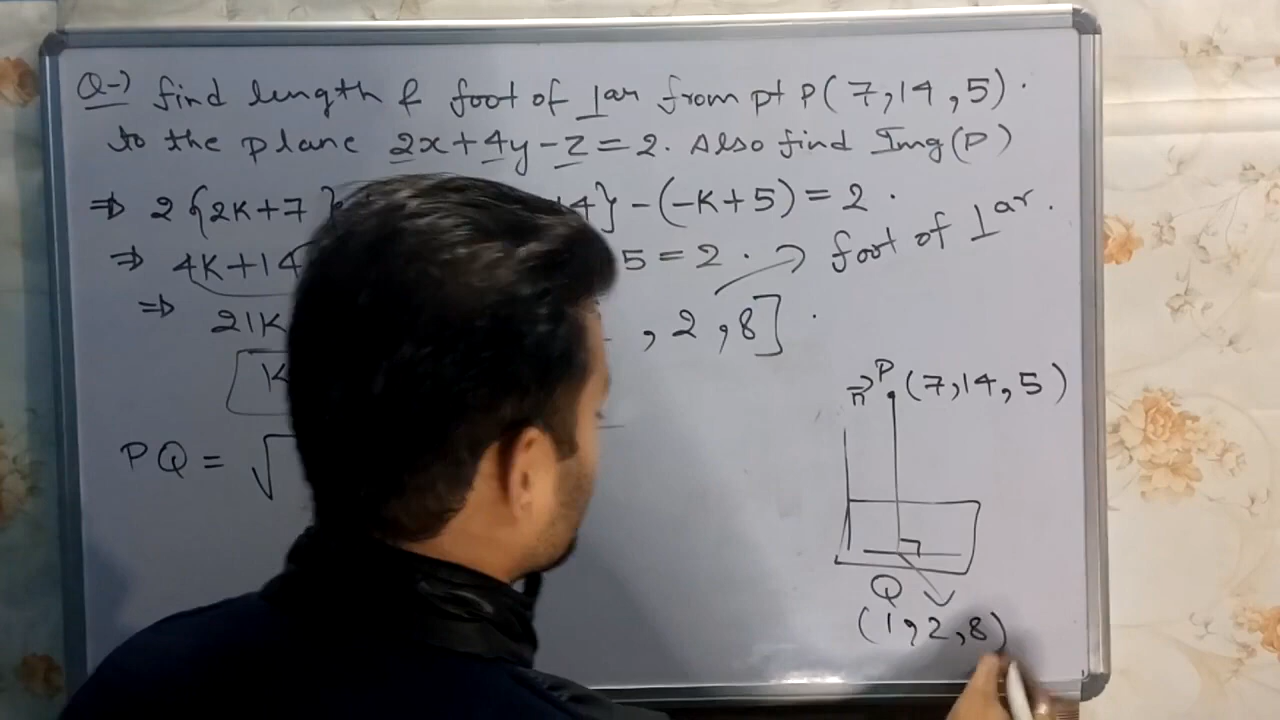 Q→) find length & foot of ⊥ar from pt P(7,14,5).
to the plane 2x+4y-z=2. Also find Img(P)
⇒ 2{2K+7} 14}-(-K+5)=2.
⇒ 4K+14 5=2. → foot of ⊥ar.
⇒ 21K , 2, 8].
K
n⃗ P (7,14,5)
PQ = √
Q
(1,2,8)